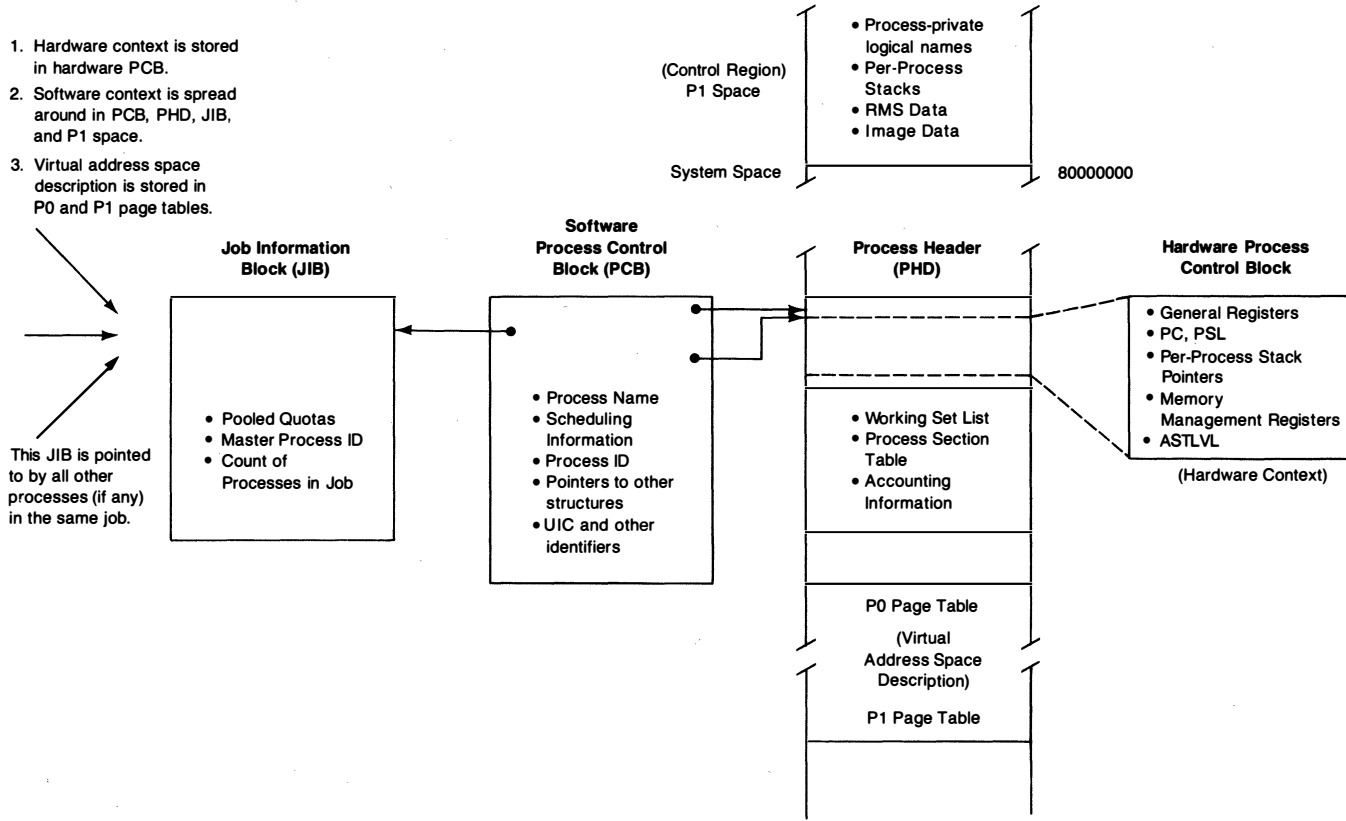 1. Hardware context is stored
in hardware PCB.
2. Software context is spread
around in PCB, PHD, JIB,
and P1 space.
3. Virtual address space
description is stored in
P0 and P1 page tables.
(Control Region)
P1 Space
• Process-private
logical names
• Per-Process
Stacks
• RMS Data
• Image Data
System Space
80000000
Job Information
Block (JIB)
• Pooled Quotas
• Master Process ID
• Count of
Processes in Job
This JIB is pointed
to by all other
processes (if any)
in the same job.
Software
Process Control
Block (PCB)
• Process Name
• Scheduling
Information
• Process ID
• Pointers to other
structures
• UIC and other
identifiers
Process Header
(PHD)
• Working Set List
• Process Section
Table
• Accounting
Information
P0 Page Table
(Virtual
Address Space
Description)
P1 Page Table
Hardware Process
Control Block
• General Registers
• PC, PSL
• Per-Process Stack
Pointers
• Memory
Management Registers
• ASTLVL
(Hardware Context)